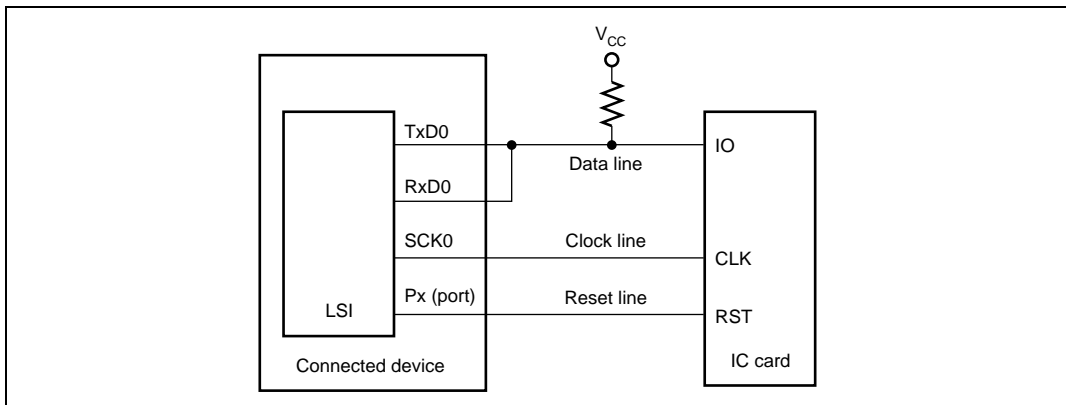 V_CC
TxD0
IO
Data line
RxD0
SCK0
Clock line
CLK
Px (port)
Reset line
RST
LSI
IC card
Connected device